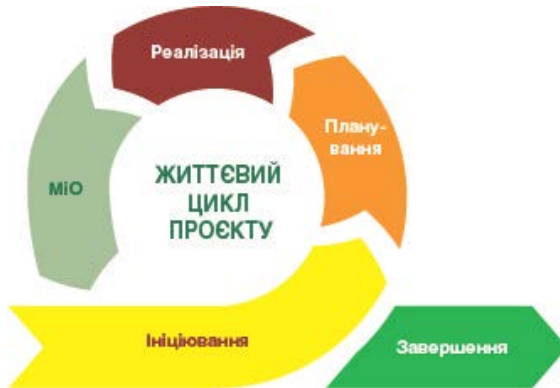 Реалізація
Плану-
вання
МіО
ЖИТТЄВИЙ
ЦИКЛ
ПРОЄКТУ
Ініціювання
Завершення